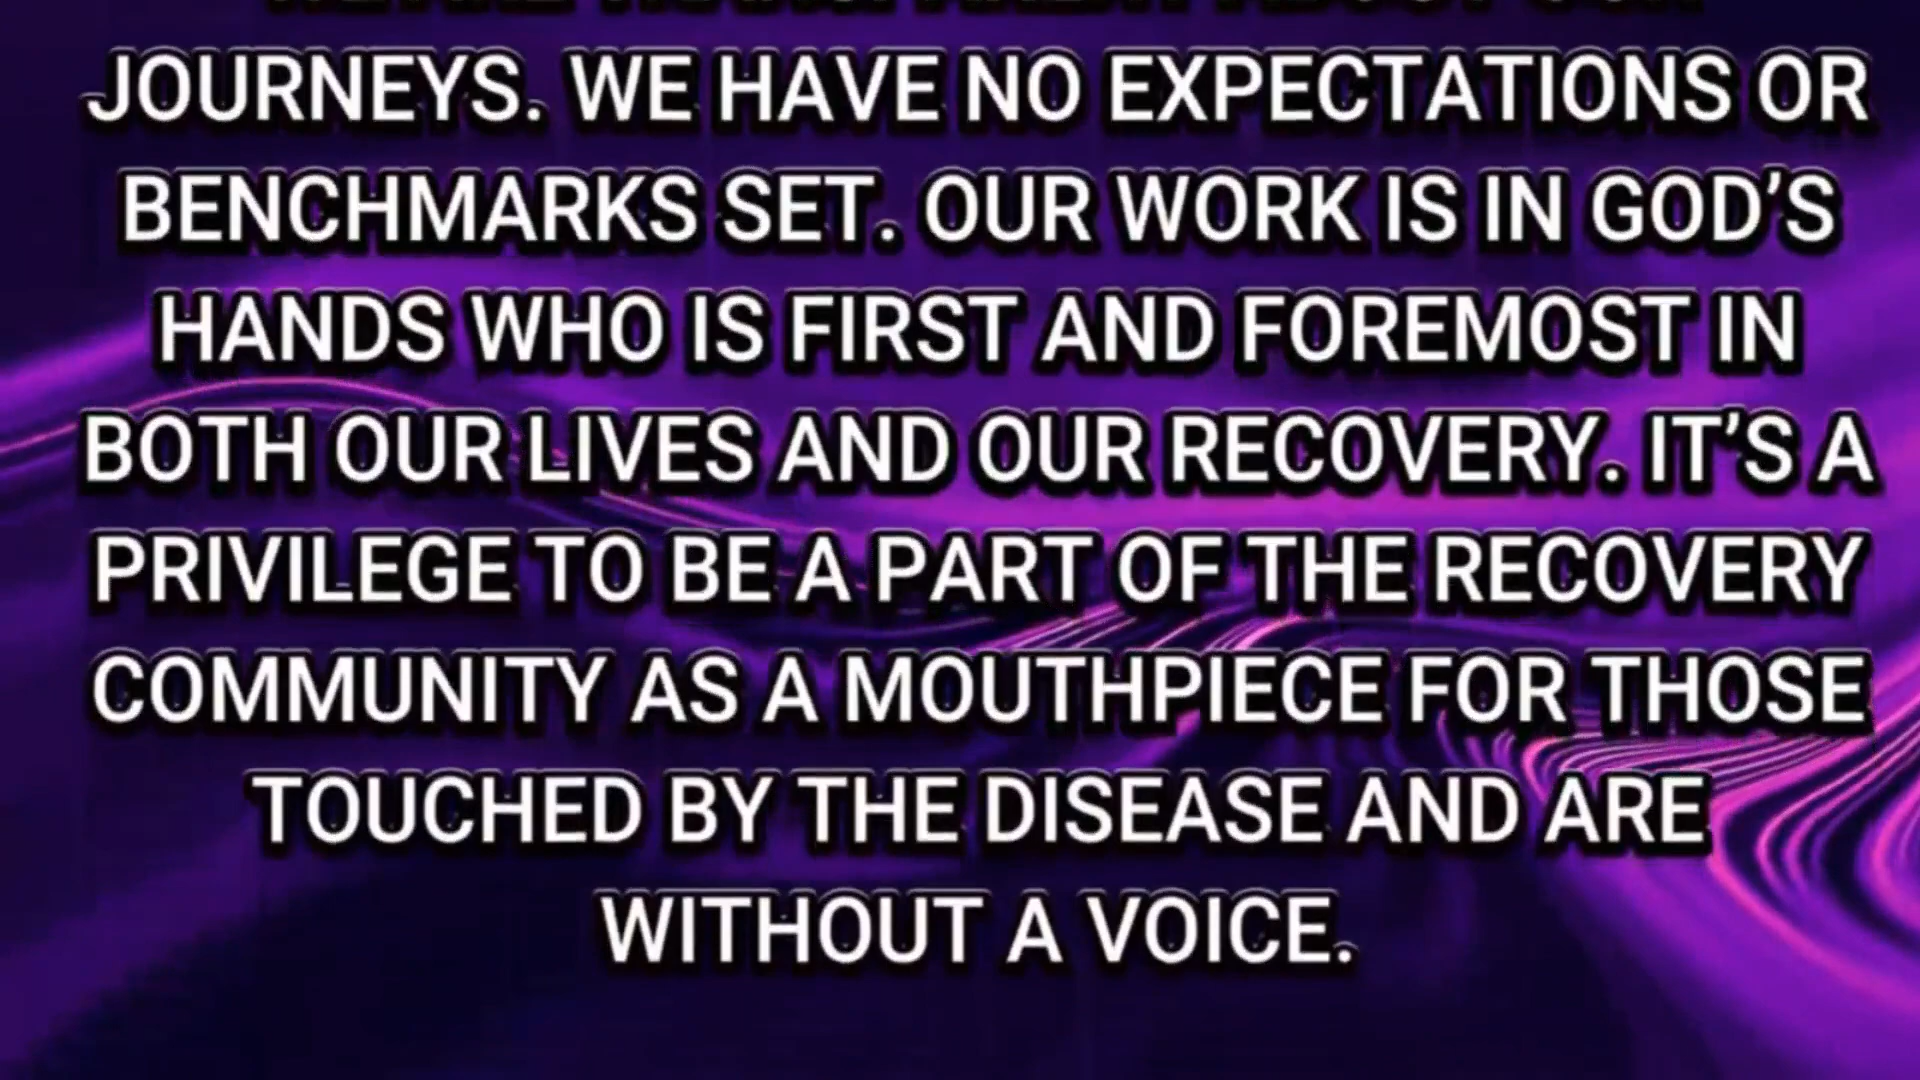 JOURNEYS. WE HAVE NO EXPECTATIONS OR
BENCHMARKS SET. OUR WORK IS IN GOD’S
HANDS WHO IS FIRST AND FOREMOST IN
BOTH OUR LIVES AND OUR RECOVERY. IT’S A
PRIVILEGE TO BE A PART OF THE RECOVERY
COMMUNITY AS A MOUTHPIECE FOR THOSE
TOUCHED BY THE DISEASE AND ARE
WITHOUT A VOICE.